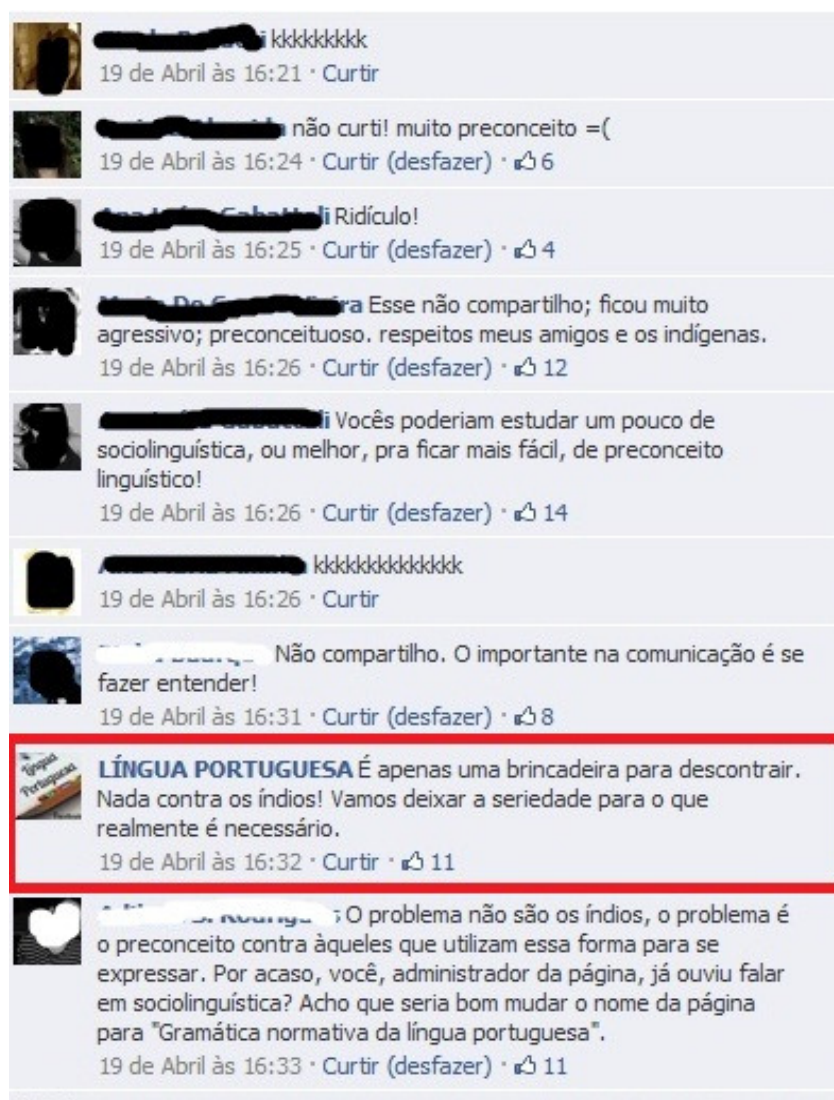 kkkkkkkkk
19 de Abril às 16:21 · Curtir
não curti! muito preconceito =(
19 de Abril às 16:24 · Curtir (desfazer) · 6
Ridículo!
19 de Abril às 16:25 · Curtir (desfazer) · 4
Esse não compartilho; ficou muito
agressivo; preconceituoso. respeitos meus amigos e os indígenas.
19 de Abril às 16:26 · Curtir (desfazer) · 12
Vocês poderiam estudar um pouco de
sociolinguística, ou melhor, pra ficar mais fácil, de preconceito
linguístico!
19 de Abril às 16:26 · Curtir (desfazer) · 14
kkkkkkkkkkkkkk
19 de Abril às 16:26 · Curtir
Não compartilho. O importante na comunicação é se
fazer entender!
19 de Abril às 16:31 · Curtir (desfazer) · 8
Língua
Portuguesa
LÍNGUA PORTUGUESA É apenas uma brincadeira para descontrair.
Nada contra os índios! Vamos deixar a seriedade para o que
realmente é necessário.
19 de Abril às 16:32 · Curtir · 11
O problema não são os índios, o problema é
o preconceito contra àqueles que utilizam essa forma para se
expressar. Por acaso, você, administrador da página, já ouviu falar
em sociolinguística? Acho que seria bom mudar o nome da página
para "Gramática normativa da língua portuguesa".
19 de Abril às 16:33 · Curtir (desfazer) · 11